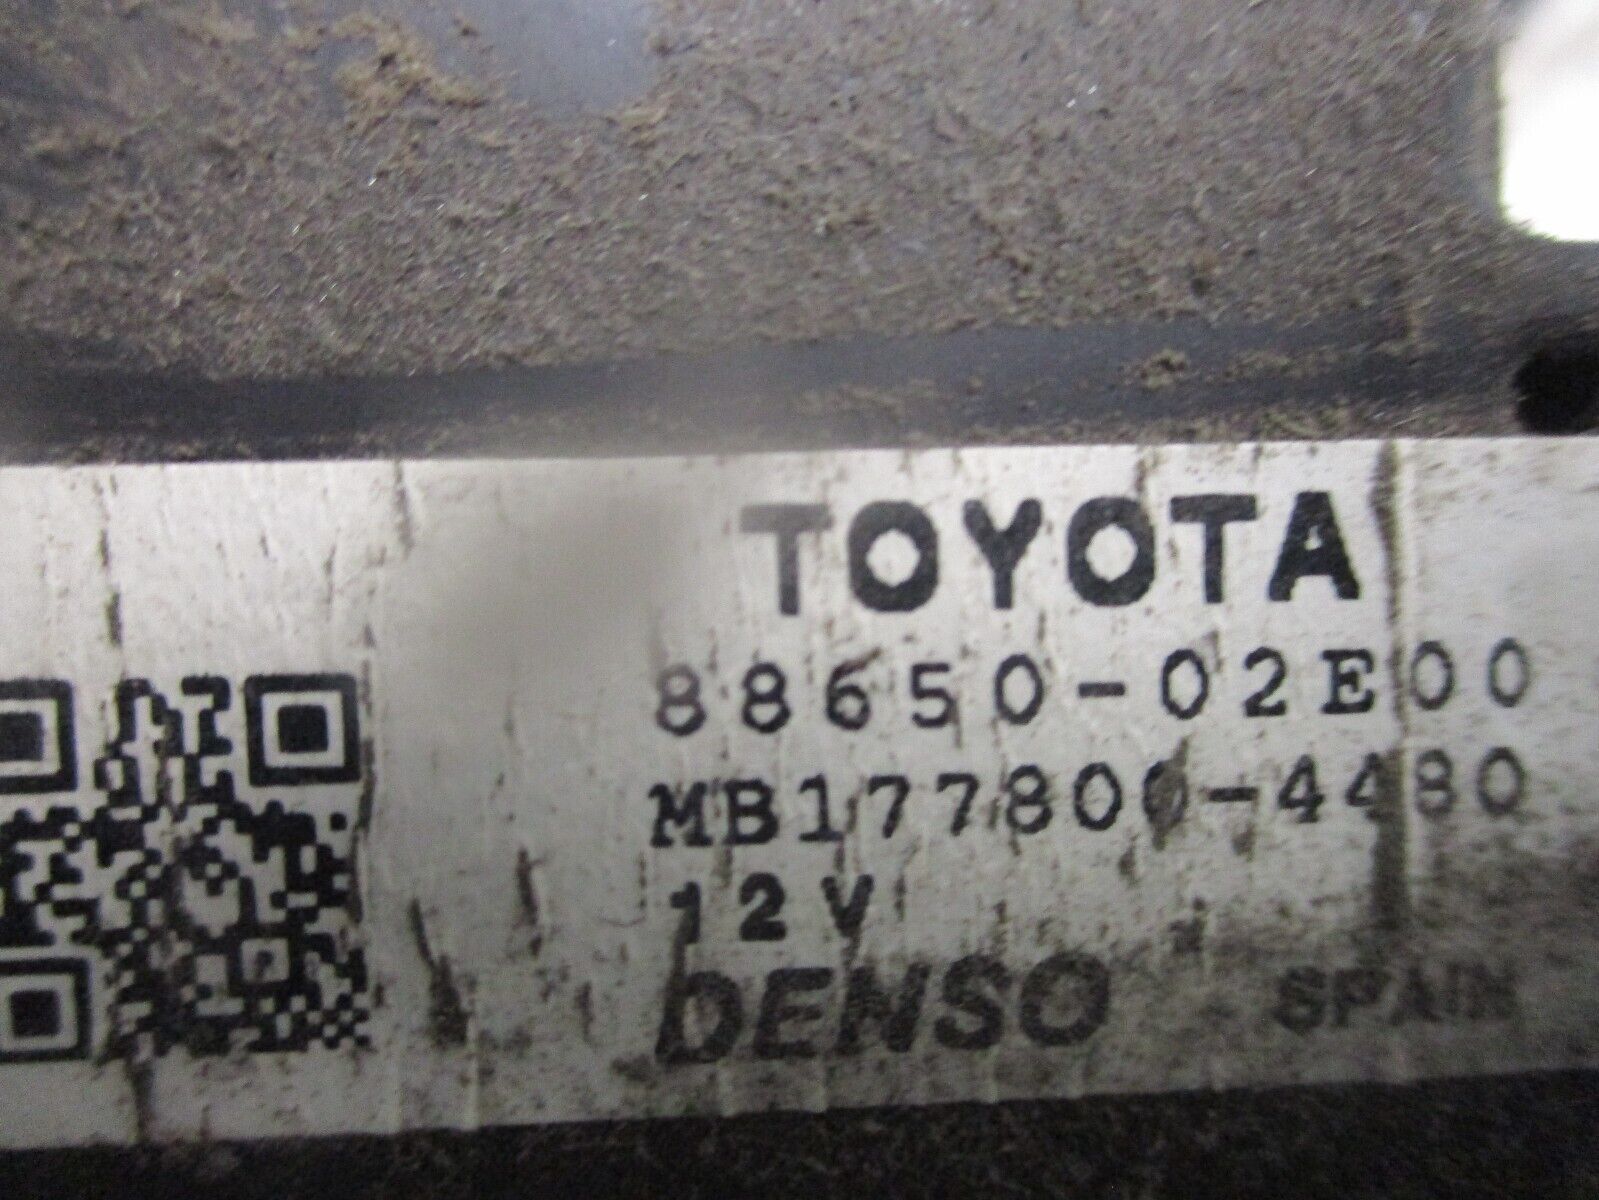 TOYOTA
88650-02E00
MB177800-4480
12V
DENSO SPAIN